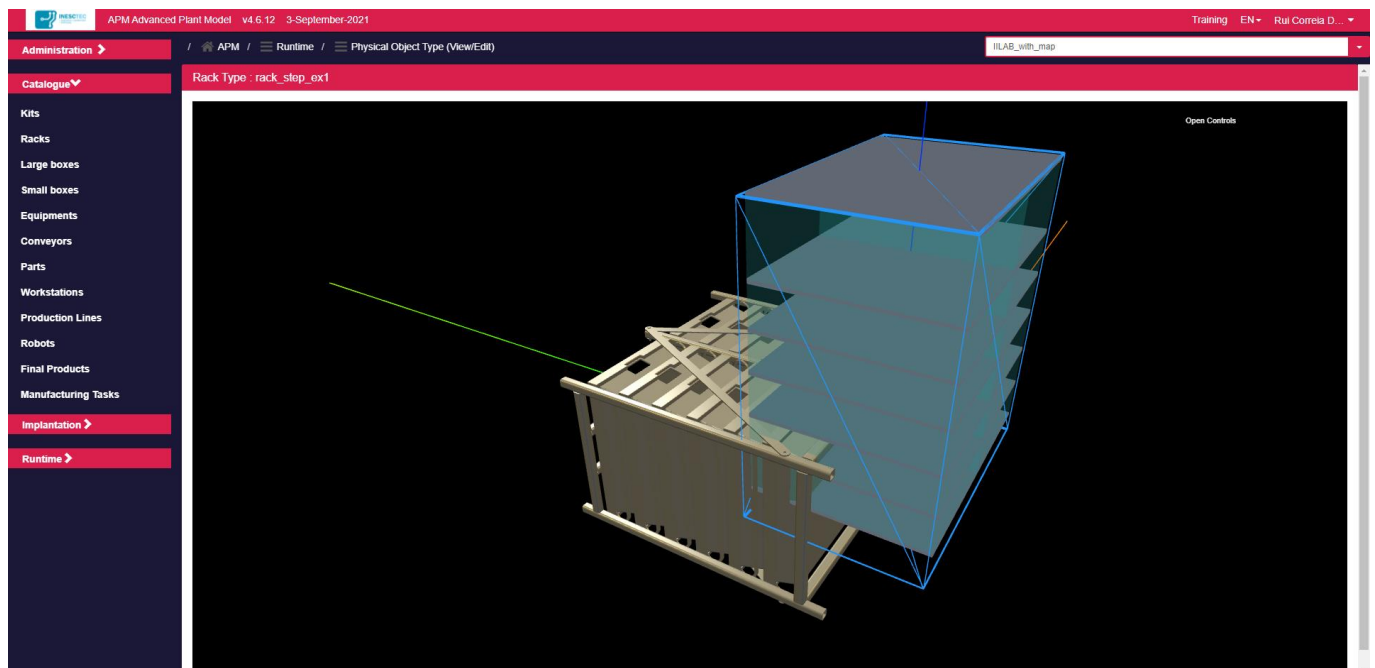 INESCTEC
APM Advanced Plant Model v4.6.12 3-September-2021
Training EN Rui Correia D...
Administration
/ APM / Runtime / Physical Object Type (View/Edit)
IILAB_with_map
Catalogue
Rack Type : rack_step_ex1
Open Controls
Kits
Racks
Large boxes
Small boxes
Equipments
Conveyors
Parts
Workstations
Production Lines
Robots
Final Products
Manufacturing Tasks
Implantation
Runtime